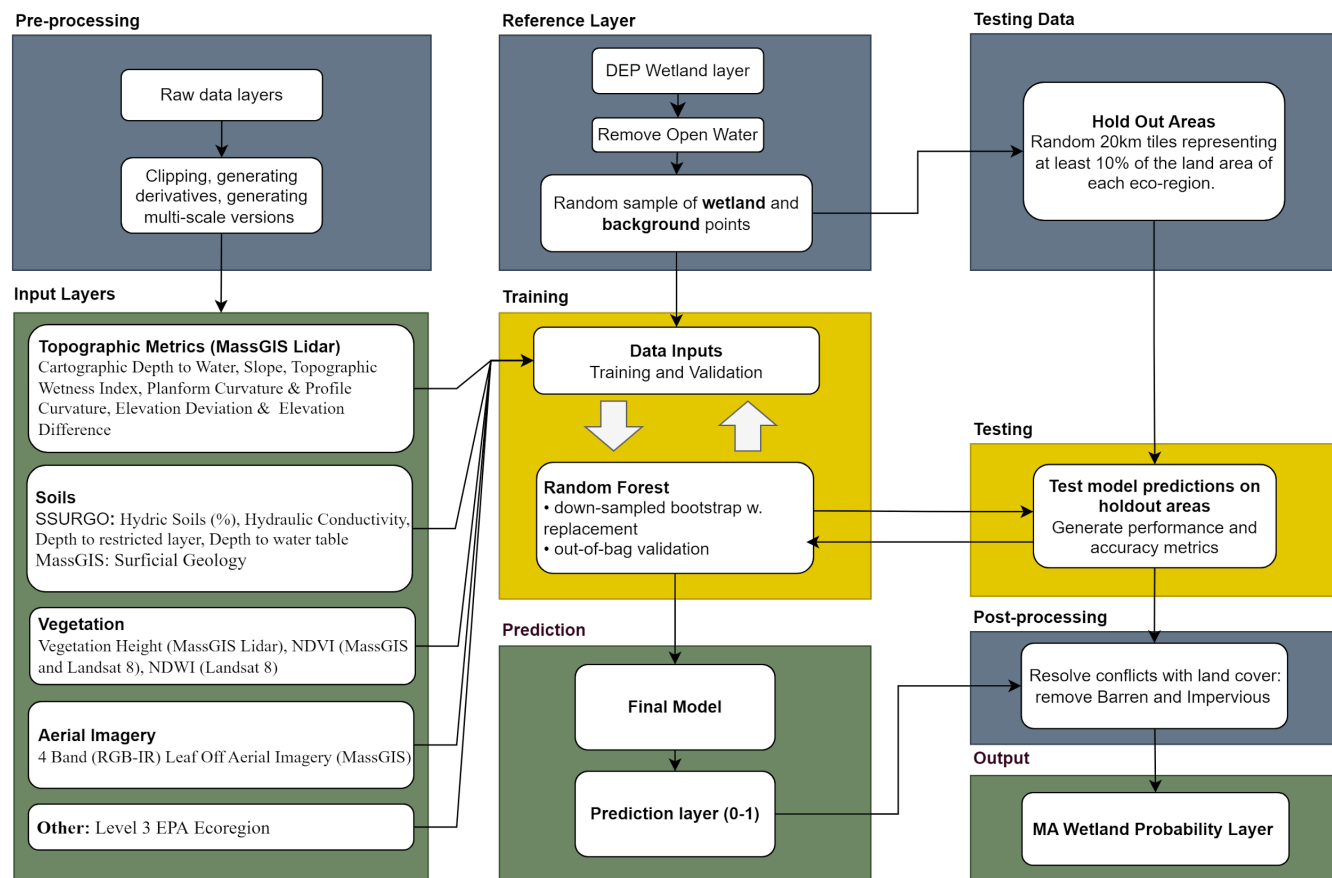 Pre-processing
Raw data layers
Clipping, generating
derivatives, generating
multi-scale versions
Input Layers
Topographic Metrics (MassGIS Lidar)
Cartographic Depth to Water, Slope, Topographic
Wetness Index, Planform Curvature & Profile
Curvature, Elevation Deviation & Elevation
Difference
Soils
SSURGO: Hydric Soils (%), Hydraulic Conductivity,
Depth to restricted layer, Depth to water table
MassGIS: Surficial Geology
Vegetation
Vegetation Height (MassGIS Lidar), NDVI (MassGIS
and Landsat 8), NDWI (Landsat 8)
Aerial Imagery
4 Band (RGB-IR) Leaf Off Aerial Imagery (MassGIS)
Other: Level 3 EPA Ecoregion
Reference Layer
DEP Wetland layer
Remove Open Water
Random sample of wetland and
background points
Training
Data Inputs
Training and Validation
Random Forest
• down-sampled bootstrap w.
replacement
• out-of-bag validation
Prediction
Final Model
Prediction layer (0-1)
Testing Data
Hold Out Areas
Random 20km tiles representing
at least 10% of the land area of
each eco-region.
Testing
Test model predictions on
holdout areas
Generate performance and
accuracy metrics
Post-processing
Resolve conflicts with land cover:
remove Barren and Impervious
Output
MA Wetland Probability Layer